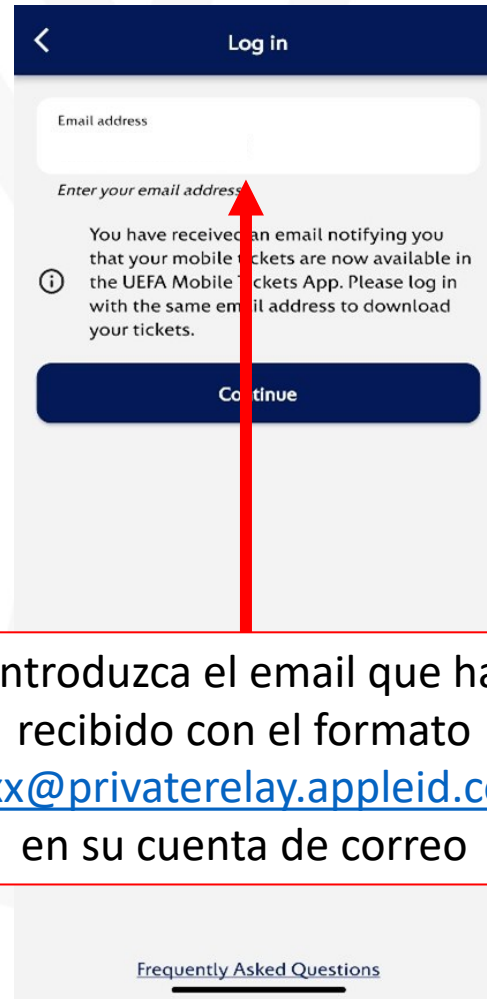 Log in
Email address
Enter your email address
You have received an email notifying you
that your mobile tickets are now available in
the UEFA Mobile Tickets App. Please log in
with the same email address to download
your tickets.
Continue
ntroduzca el email que ha
recibido con el formato
xx@privaterelay.appleid.co
en su cuenta de correo
Frequently Asked Questions